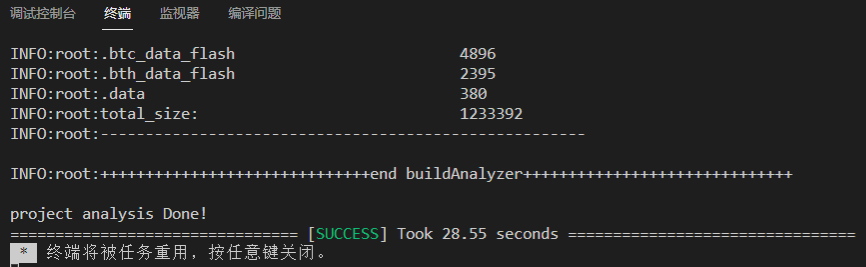 调试控制台 终端 监视器 编译问题
INFO:root:.btc_data_flash 4896
INFO:root:.bth_data_flash 2395
INFO:root:.data 380
INFO:root:total_size: 1233392
INFO:root:------------------------------------------------------
INFO:root:++++++++++++++++++++++++++++++end buildAnalyzer++++++++++++++++++++++++++++++
project analysis Done!
================================ [SUCCESS] Took 28.55 seconds ================================
* 终端将被任务重用，按任意键关闭。